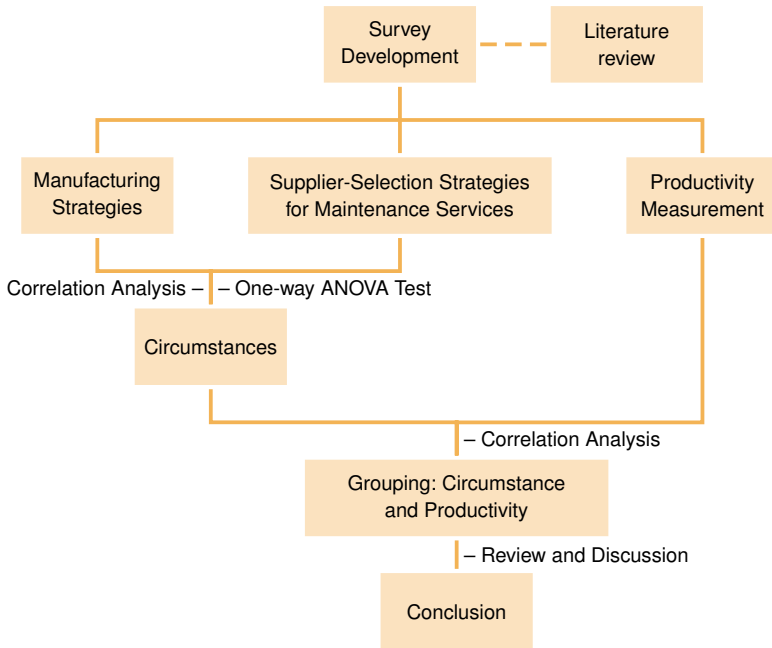 Survey
Development
Literature
review
Manufacturing
Strategies
Supplier-Selection Strategies
for Maintenance Services
Productivity
Measurement
Correlation Analysis –
– One-way ANOVA Test
Circumstances
– Correlation Analysis
Grouping: Circumstance
and Productivity
– Review and Discussion
Conclusion